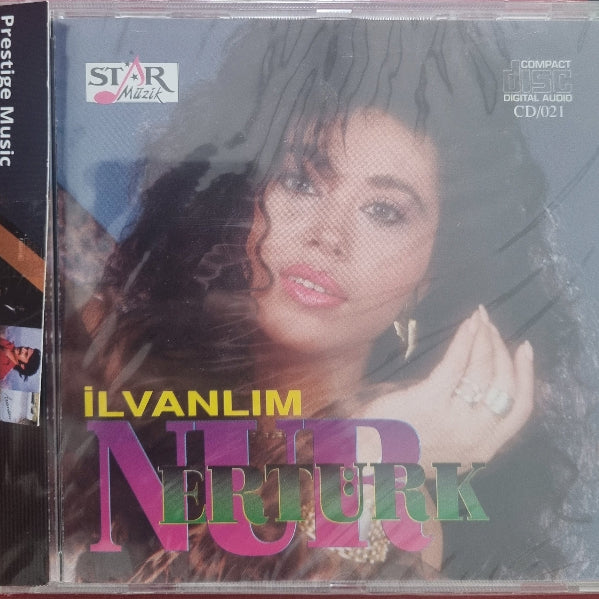 Prestige Music
STAR
Müzik
COMPACT
disc
DIGITAL AUDIO
CD/021
İLVANLIM
NUR
ERTÜRK